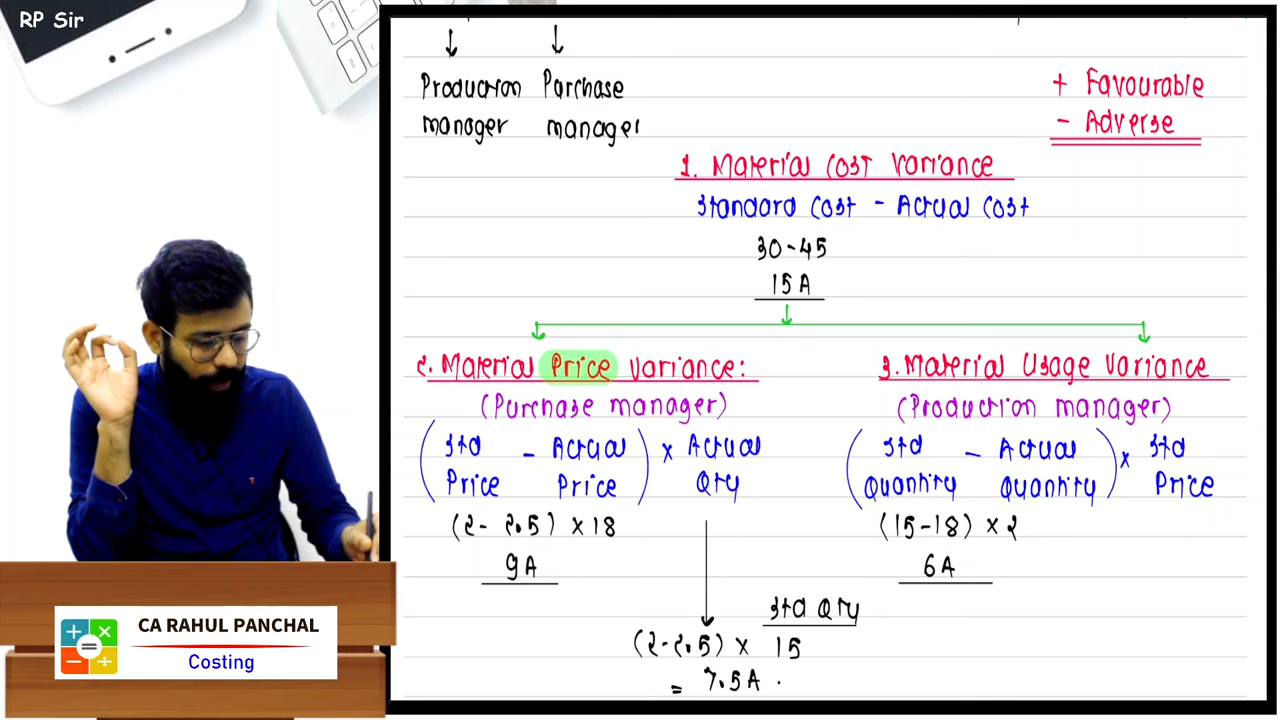 RP Sir
Production manager
Purchase manager
+ Favourable
- Adverse
1. Material Cost Variance
Standard Cost - Actual Cost
30-45
15A
2. Material Price Variance:
(Purchase manager)
(Std Price - Actual Price) × Actual Qty
(2- 2.5) × 18
9A
3. Material Usage Variance
(Production manager)
(Std Quantity - Actual Quantity) × Std Price
(15-18) × 2
6A
Std Qty
(2-2.5) × 15
= 7.5A
CA RAHUL PANCHAL
Costing